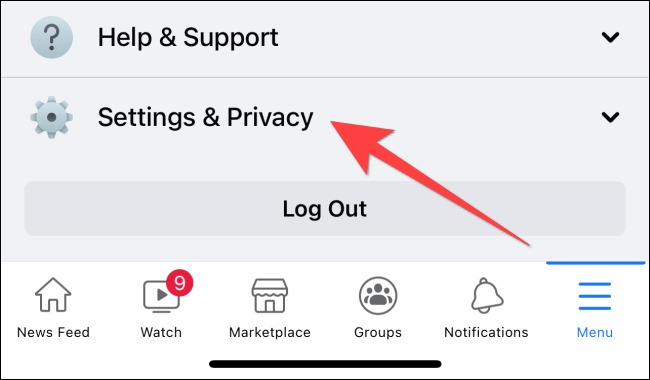 Help & Support
Settings & Privacy
Log Out
9
News Feed
Watch
Marketplace
Groups
Notifications
Menu